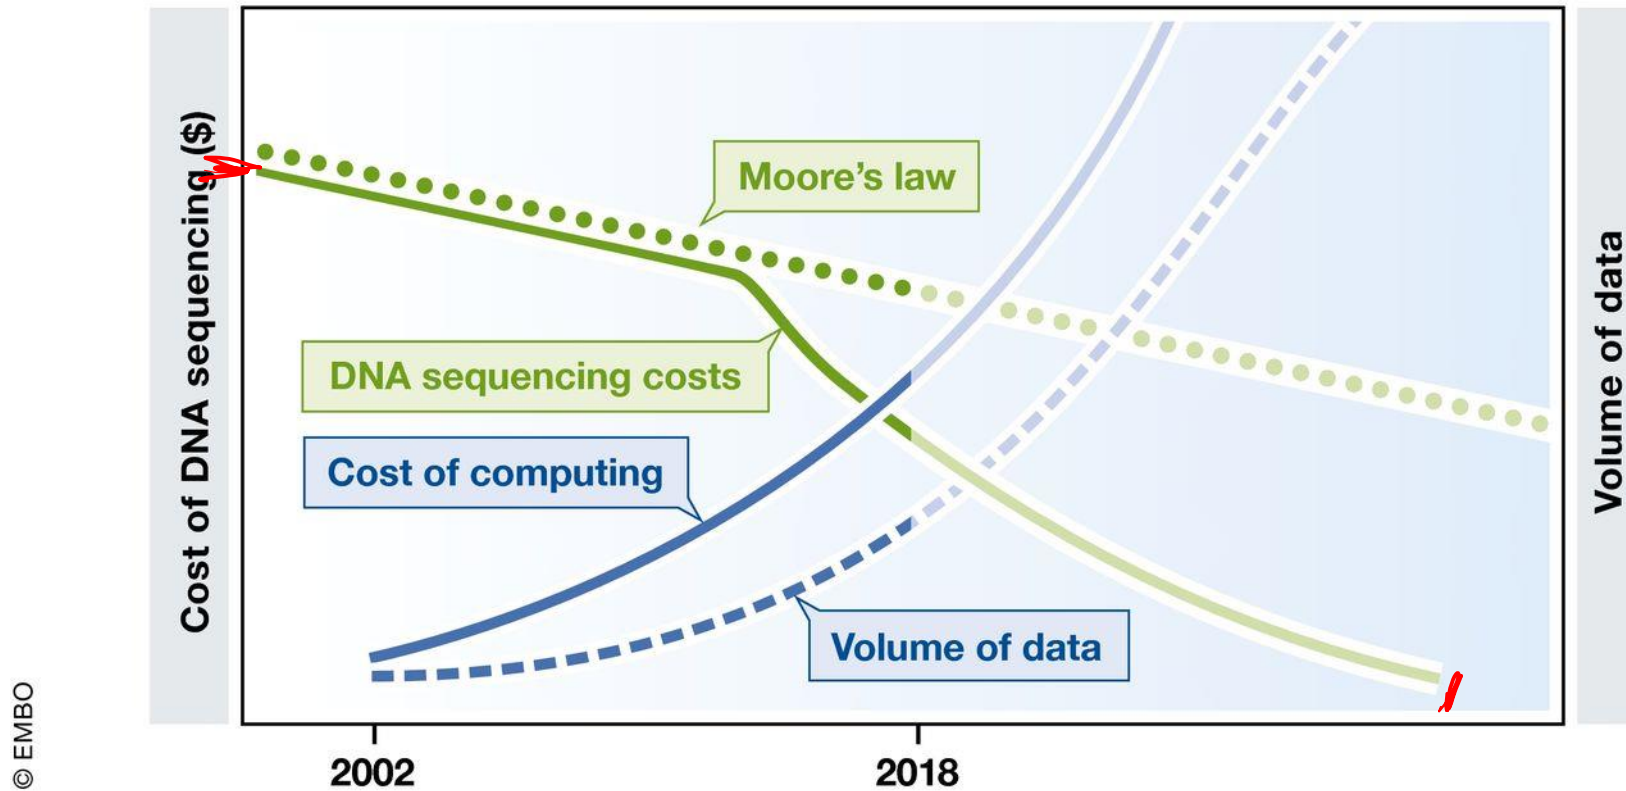 Cost of DNA sequencing ($)
Moore's law
DNA sequencing costs
Cost of computing
Volume of data
Volume of data
2002
2018
© EMBO